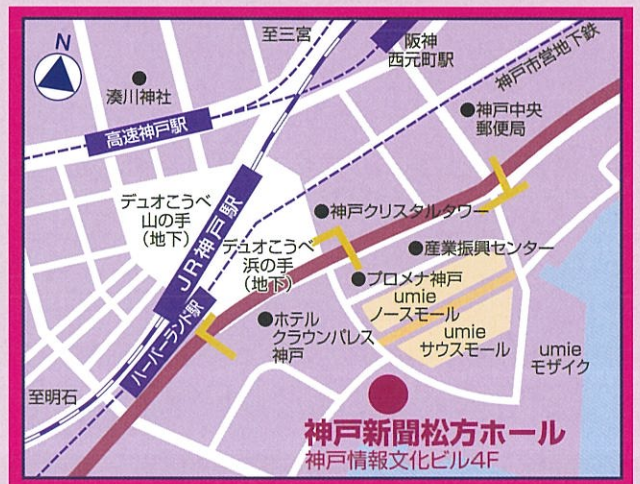 N
至三宮
阪神
西元町駅
神戸市営地下鉄
湊川神社
高速神戸駅
神戸中央
郵便局
デュオこうべ
山の手
(地下)
JR神戸駅
神戸クリスタルタワー
デュオこうべ
浜の手
(地下)
産業振興センター
プロメナ神戸
umie
ノースモール
umie
サウスモール
umie
モザイク
ハーバーランド駅
ホテル
クラウンパレス
神戸
至明石
神戸新聞松方ホール
神戸情報文化ビル4F